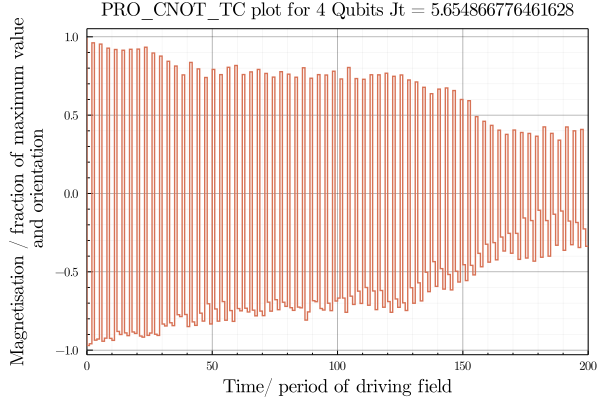 PRO_CNOT_TC plot for 4 Qubits Jt = 5.654866776461628
Magnetisation / fraction of maximum value
and orientation
1.0
0.5
0.0
−0.5
−1.0
0 50 100 150 200
Time/ period of driving field